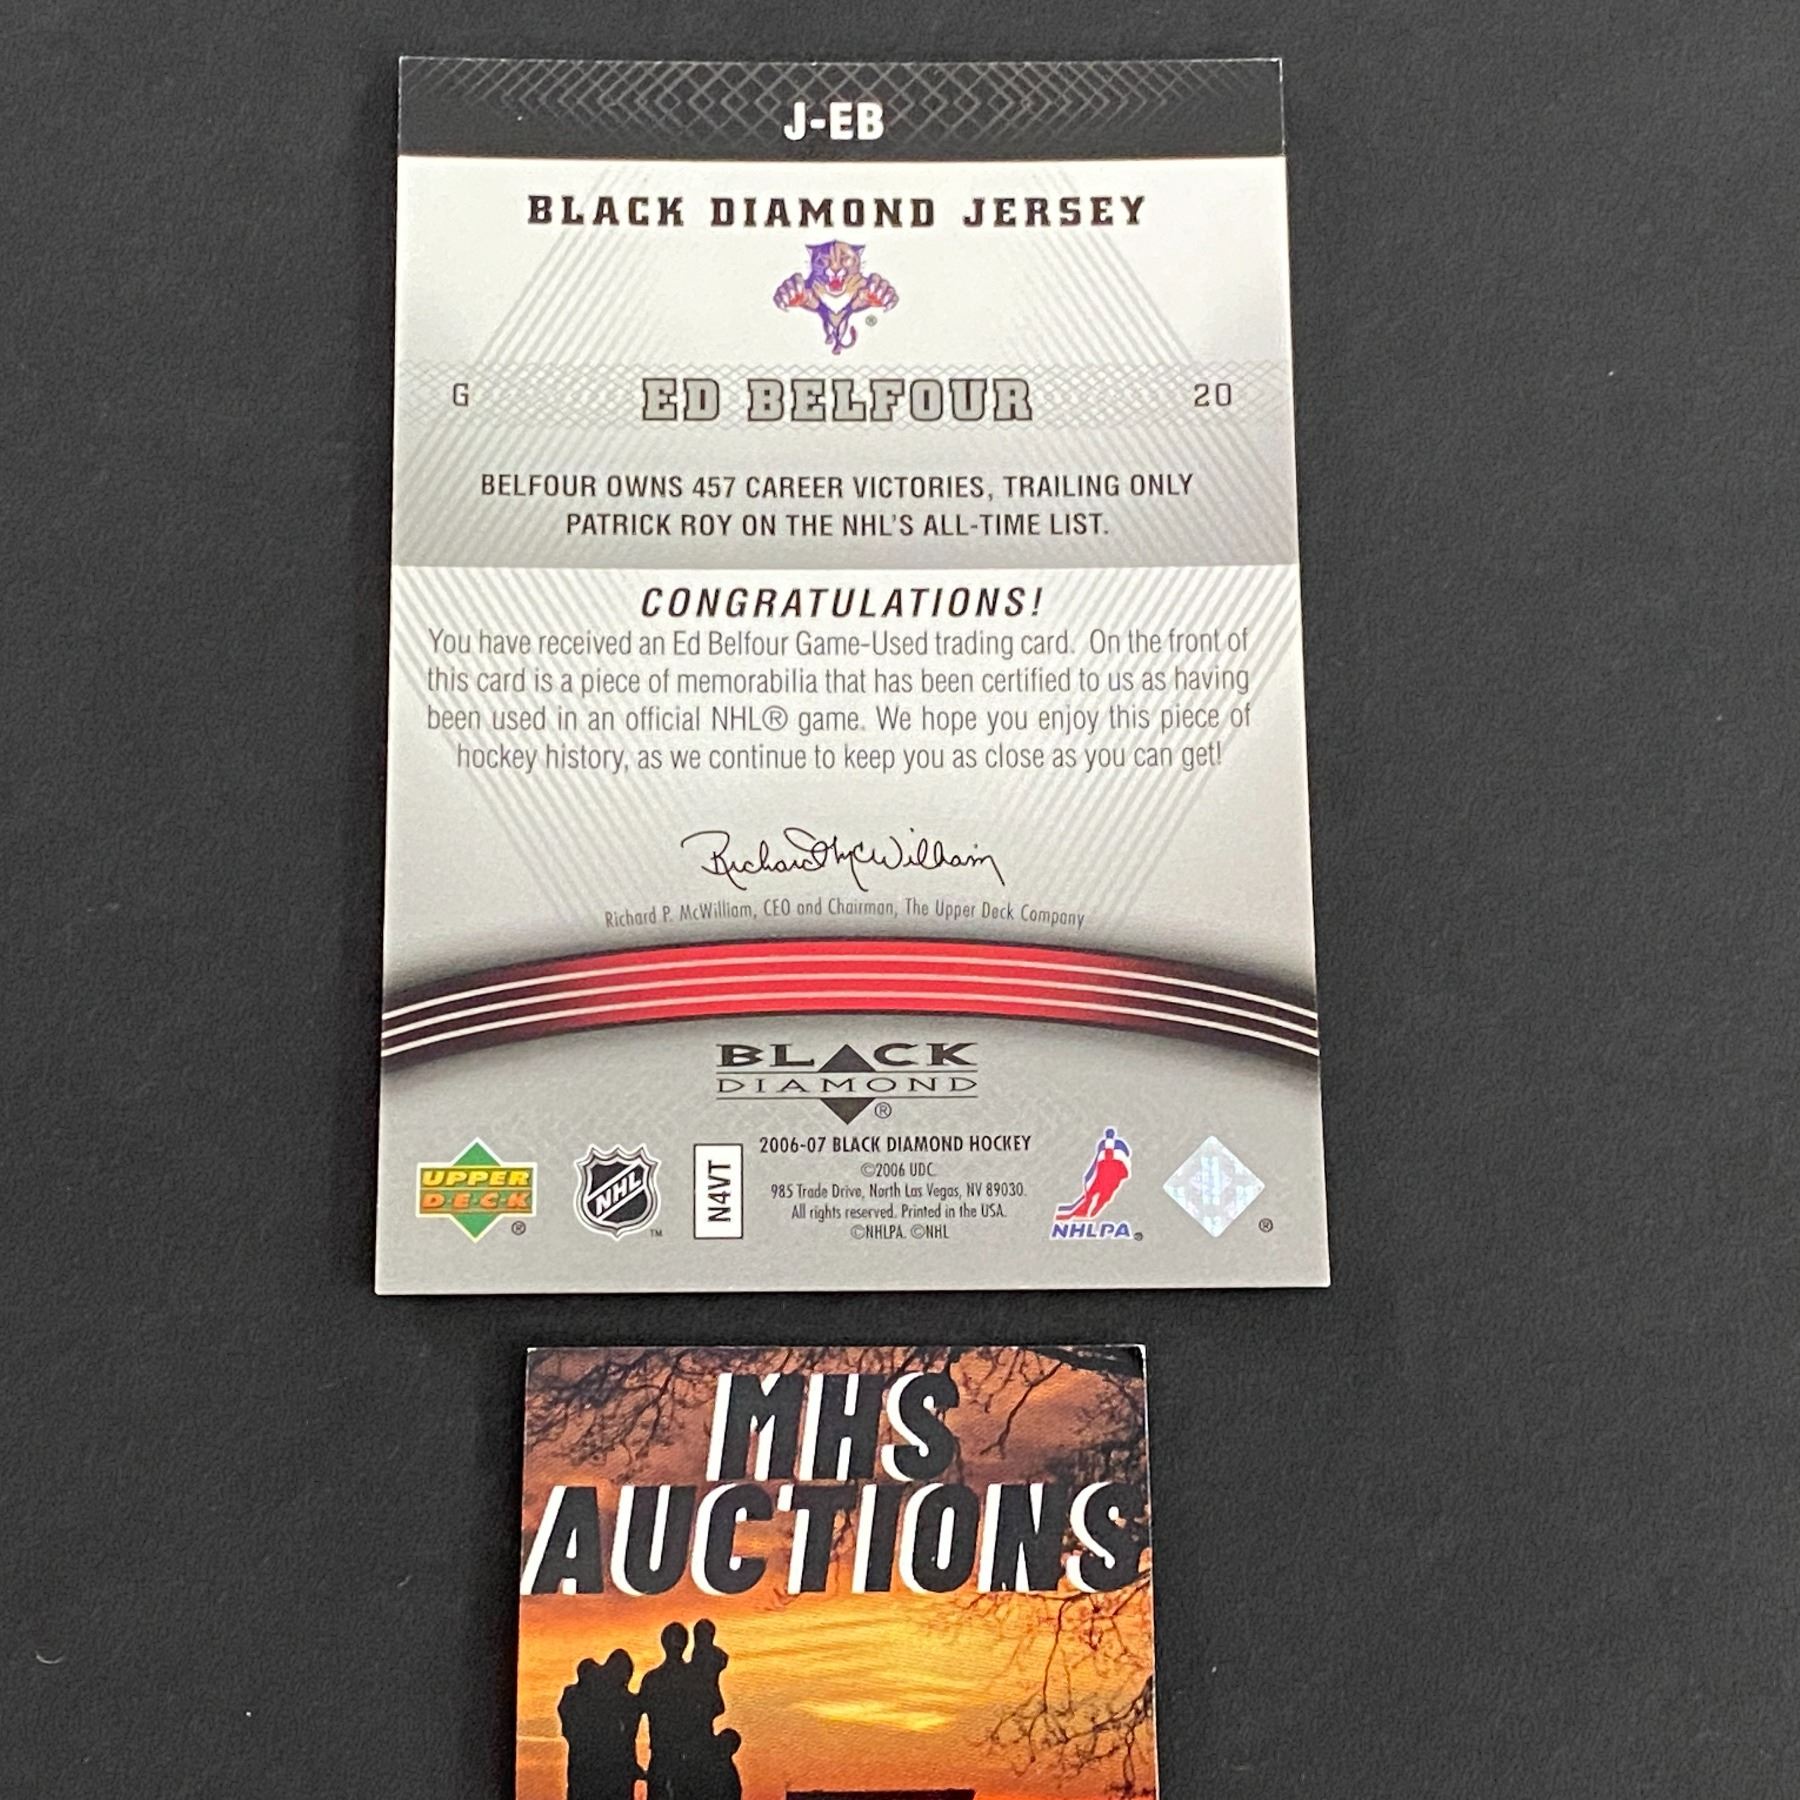 J-EB
BLACK DIAMOND JERSEY
®
G ED BELFOUR 20
BELFOUR OWNS 457 CAREER VICTORIES, TRAILING ONLY
PATRICK ROY ON THE NHL'S ALL-TIME LIST.
CONGRATULATIONS!
You have received an Ed Belfour Game-Used trading card. On the front of
this card is a piece of memorabilia that has been certified to us as having
been used in an official NHL® game. We hope you enjoy this piece of
hockey history, as we continue to keep you as close as you can get!
Richard McWilliam
Richard P. McWilliam, CEO and Chairman, The Upper Deck Company
BLACK
DIAMOND
®
UPPER
DECK
®
NHL
TM
N4VT
2006-07 BLACK DIAMOND HOCKEY
©2006 UDC.
985 Trade Drive, North Las Vegas, NV 89030.
All rights reserved. Printed in the USA.
©NHLPA. ©NHL
NHLPA®
®
MHS
AUCTIONS